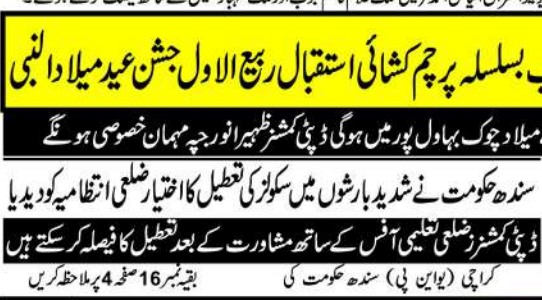 بسلسلہ پرچم کشائی استقبال ربیع الاول جشن عید میلاد النبی
میلاد چوک بہاول پور میں ہوگی ڈپٹی کمشنر ظہیر انور جپہ مہمان خصوصی ہونگے
سندھ حکومت نے شدید بارشوں میں سکولز کی تعطیل کا اختیار ضلعی انتظامیہ کو دیدیا
ڈپٹی کمشنرز ضلعی تعلیمی آفس کے ساتھ مشاورت کے بعد تعطیل کا فیصلہ کر سکتے ہیں
کراچی (یو این پی) سندھ حکومت کی بقیہ نمبر 16 صفحہ 4 پر ملاحظہ کریں